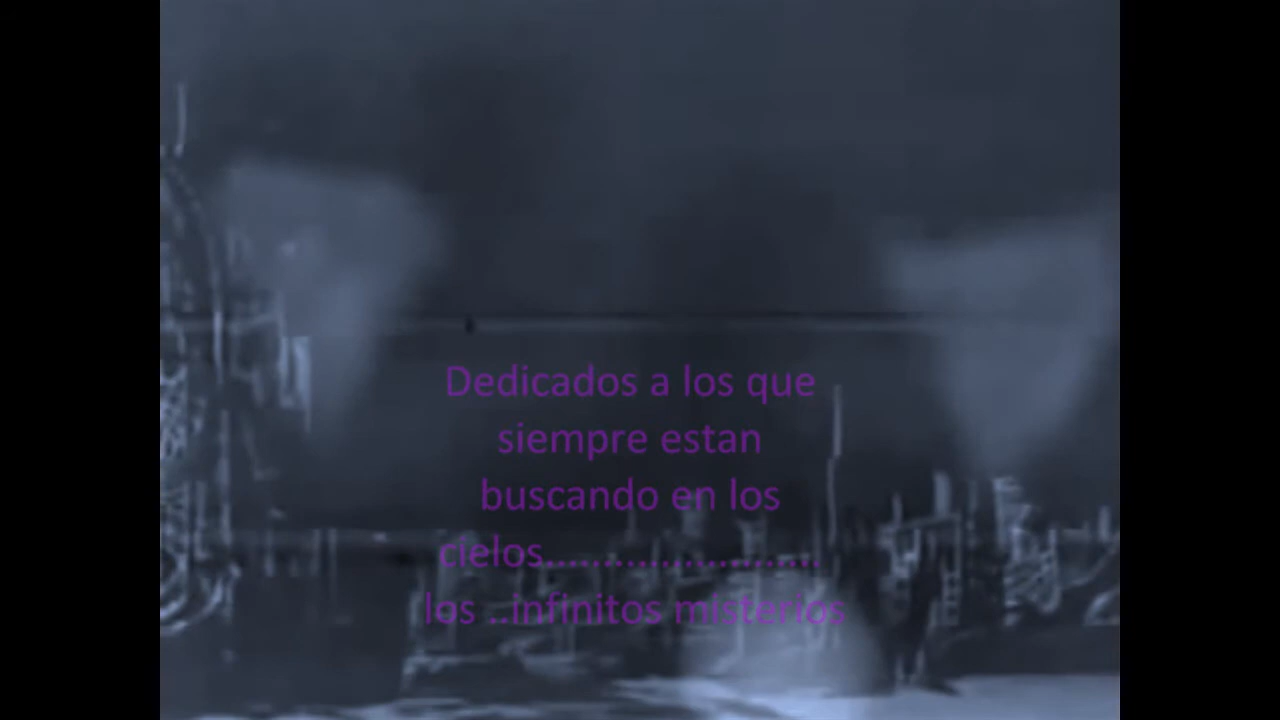 Dedicados a los que
siempre estan
buscando en los
cielos........................
los ..infinitos misterios